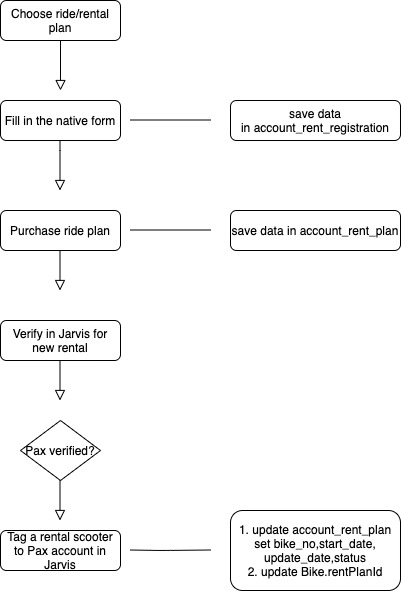 Choose ride/rental
plan
Fill in the native form
save data
in account_rent_registration
Purchase ride plan
save data in account_rent_plan
Verify in Jarvis for
new rental
Pax verified?
Tag a rental scooter
to Pax account in
Jarvis
1. update account_rent_plan
set bike_no,start_date,
update_date,status
2. update Bike.rentPlanId